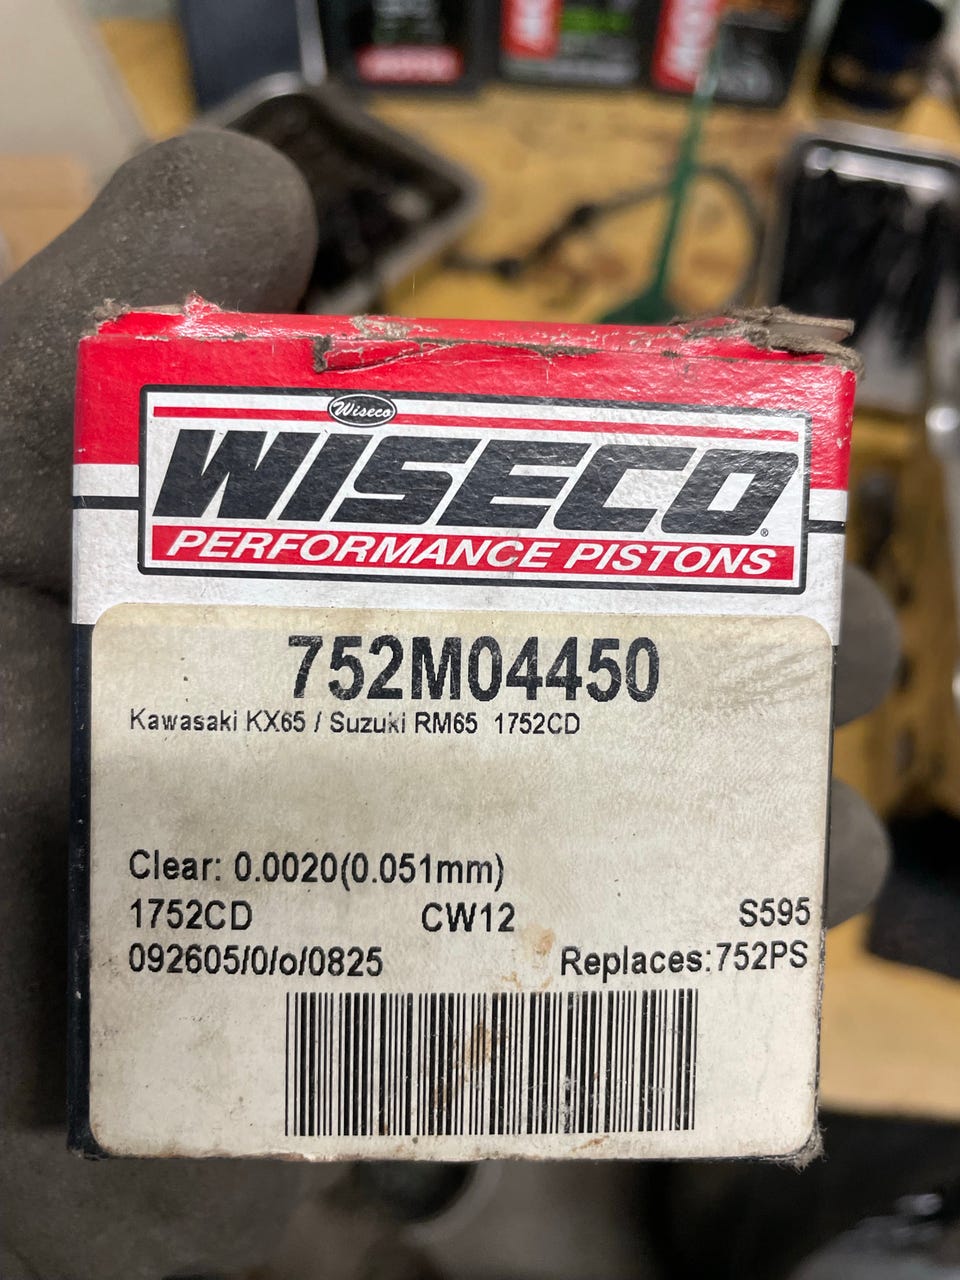 Wiseco
WISECO®
PERFORMANCE PISTONS
752M04450
Kawasaki KX65 / Suzuki RM65 1752CD
Clear: 0.0020(0.051mm)
1752CD CW12 S595
092605/0/o/0825 Replaces:752PS